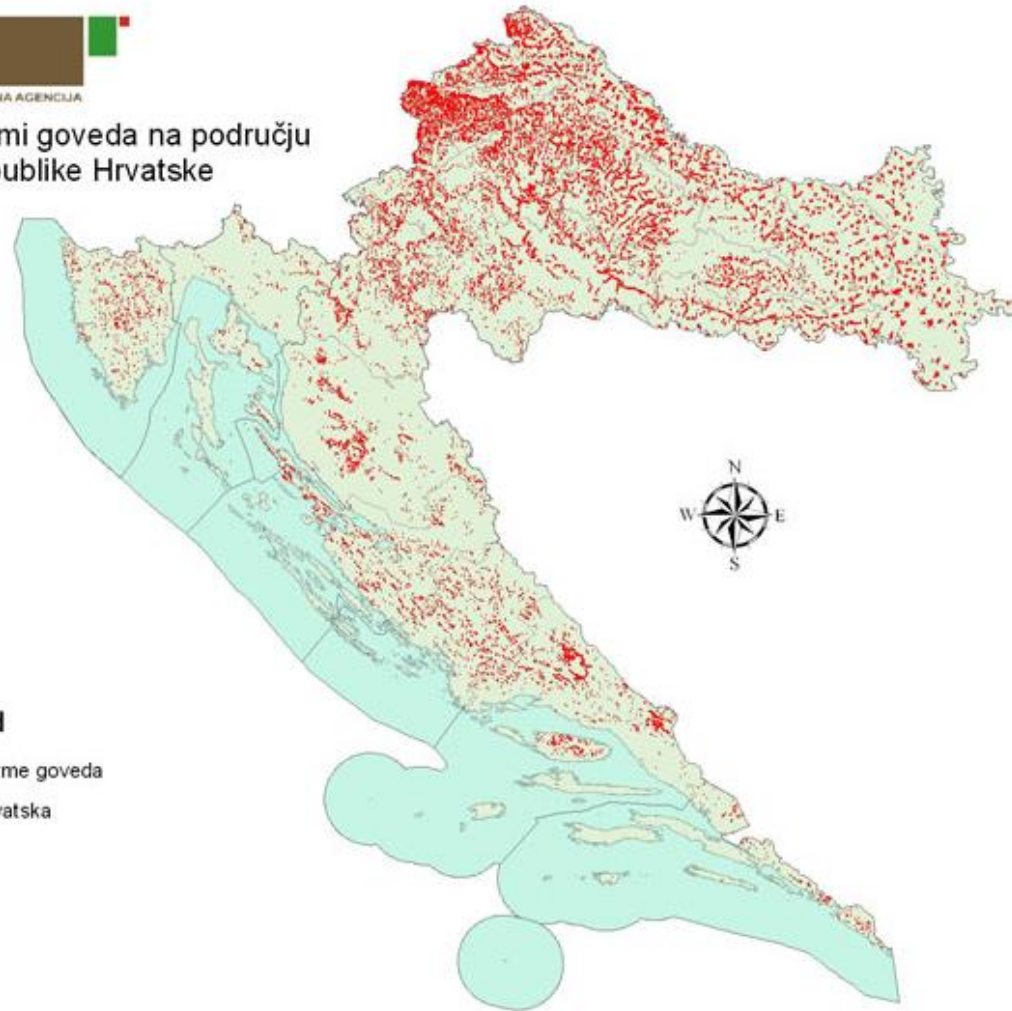 NA AGENCIJA
mi goveda na području
publike Hrvatske
N
W E
S
me goveda
vatska